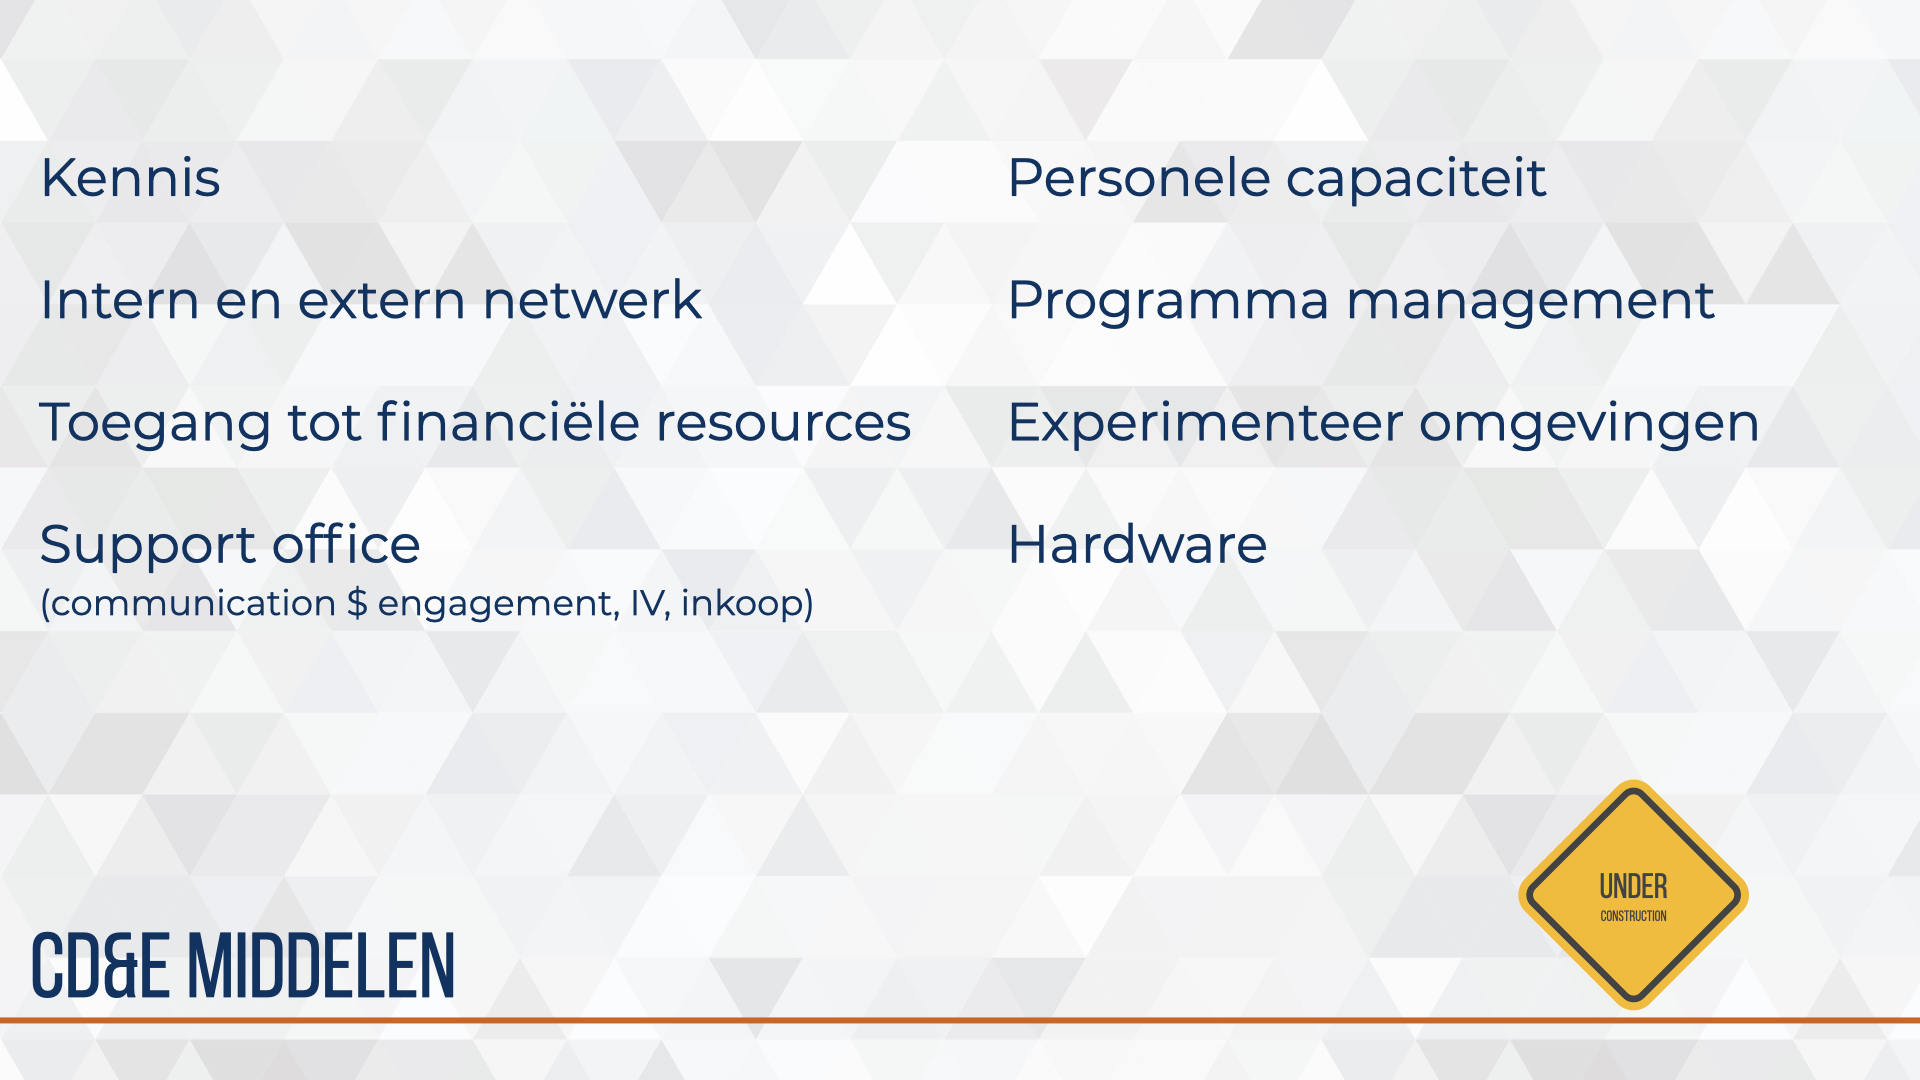 Kennis
Intern en extern netwerk
Toegang tot financiële resources
Support office
(communication $ engagement, IV, inkoop)
Personele capaciteit
Programma management
Experimenteer omgevingen
Hardware
UNDER
CONSTRUCTION
CD&E MIDDELEN